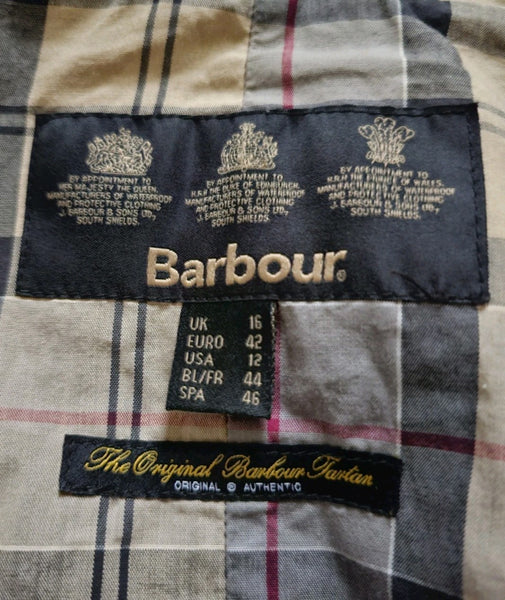 BY APPOINTMENT TO
HER MAJESTY THE QUEEN
MANUFACTURERS OF WATERPROOF
AND PROTECTIVE CLOTHING
J. BARBOUR & SONS LTD,
SOUTH SHIELDS.
BY APPOINTMENT TO
H.R.H THE DUKE OF EDINBURGH,
MANUFACTURERS OF WATERPROOF
AND PROTECTIVE CLOTHING
J. BARBOUR & SONS LTD,
SOUTH SHIELDS.
BY APPOINTMENT TO
OF WALES,
MANUFACTURERS OF WATERPROOF
AND PROTECTIVE CLOTHING
J. BARBOUR & SONS LTD,
SOUTH SHIELDS.
Barbour®
UK 16
EURO 42
USA 12
BL/FR 44
SPA 46
The Original Barbour Tartan
ORIGINAL ® AUTHENTIC